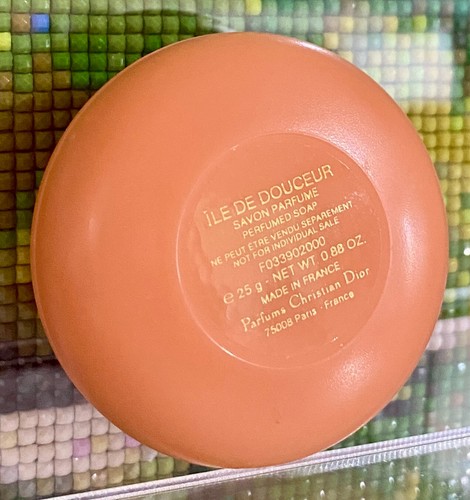 ÎLE DE DOUCEUR
SAVON PARFUMÉ
PERFUMED SOAP
NE PEUT ÊTRE VENDU SEPAREMENT
NOT FOR INDIVIDUAL SALE
F033902000
℮ 25 g - NET WT. 0.88 OZ.
MADE IN FRANCE
Parfums Christian Dior
75008 Paris - France